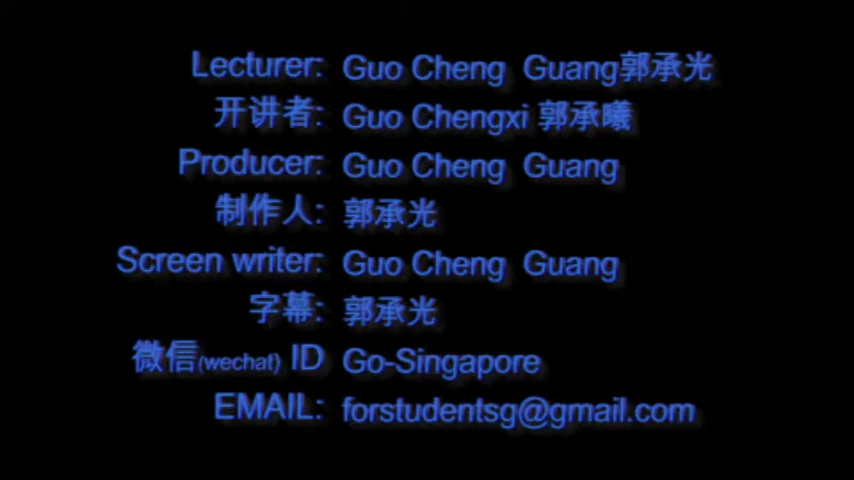 Lecturer: Guo Cheng Guang郭承光
开讲者: Guo Chengxi 郭承曦
Producer: Guo Cheng Guang
制作人: 郭承光
Screen writer: Guo Cheng Guang
字幕: 郭承光
微信(wechat) ID Go-Singapore
EMAIL: forstudentsg@gmail.com